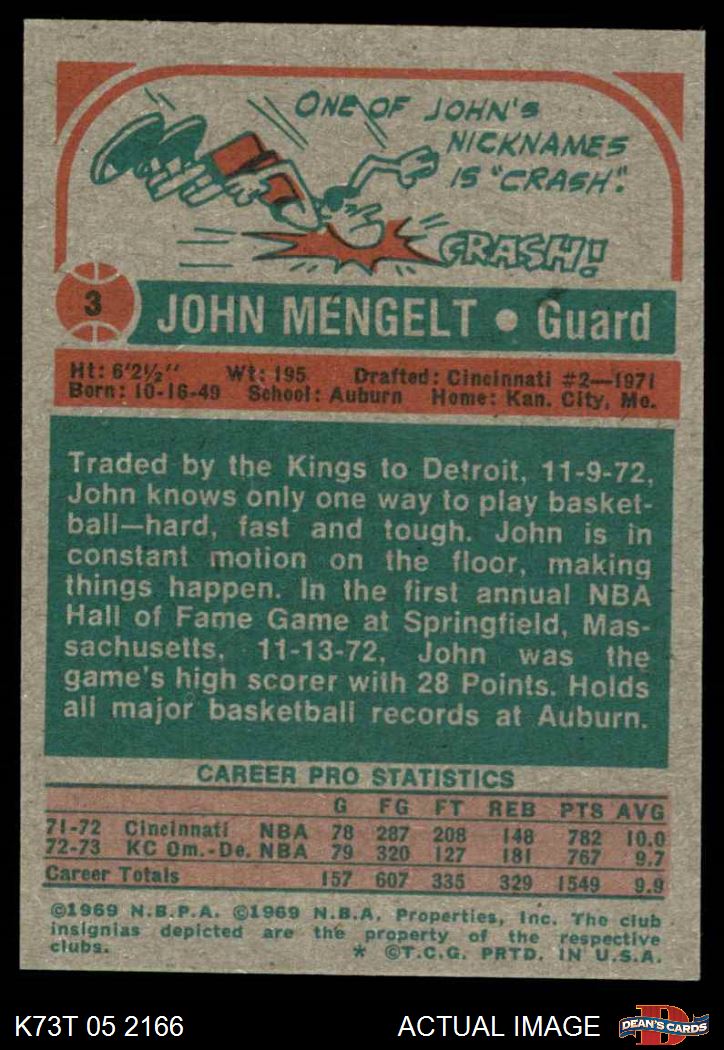 ONE OF JOHN'S
NICKNAMES
IS "CRASH".
CRASH!
3 JOHN MENGELT • Guard
Ht: 6'2½" Wt: 195 Drafted: Cincinnati #2—1971
Born: 10-16-49 School: Auburn Home: Kan. City, Mo.
Traded by the Kings to Detroit, 11-9-72,
John knows only one way to play basket-
ball—hard, fast and tough. John is in
constant motion on the floor, making
things happen. In the first annual NBA
Hall of Fame Game at Springfield, Mas-
sachusetts, 11-13-72, John was the
game's high scorer with 28 Points. Holds
all major basketball records at Auburn.
CAREER PRO STATISTICS
G FG FT REB PTS AVG
71-72 Cincinnati NBA 78 287 208 148 782 10.0
72-73 KC Om.-De. NBA 79 320 127 181 767 9.7
Career Totals 157 607 335 329 1549 9.9
©1969 N.B.P.A. ©1969 N.B.A. Properties, Inc. The club
insignias depicted are the property of the respective
clubs. * ©T.C.G. PRTD. IN U.S.A.
K73T 05 2166 ACTUAL IMAGE D DEAN'S CARDS